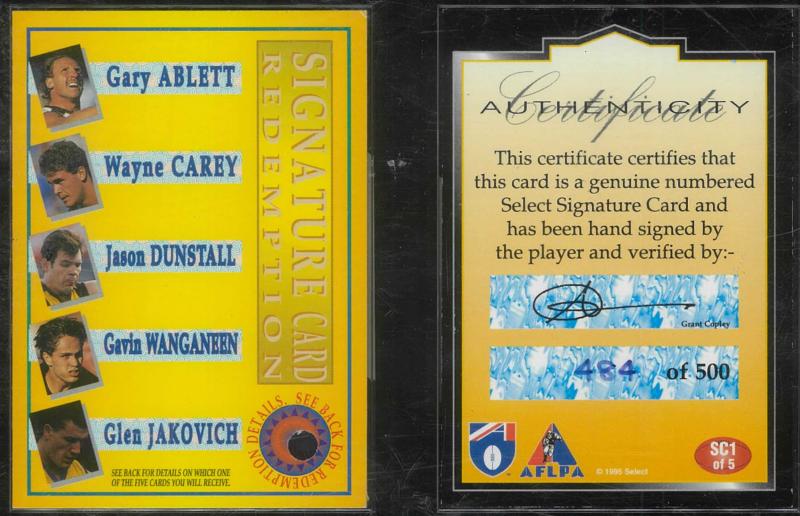 Gary ABLETT
Wayne CAREY
Jason DUNSTALL
Gavin WANGANEEN
Glen JAKOVICH
SIGNATURE CARD
REDEMPTION
SEE BACK FOR REDEMPTION DETAILS.
SEE BACK FOR DETAILS ON WHICH ONE
OF THE FIVE CARDS YOU WILL RECEIVE.
Certificate
AUTHENTICITY
This certificate certifies that
this card is a genuine numbered
Select Signature Card and
has been hand signed by
the player and verified by:-
Grant Copley
484 of 500
AFLPA
© 1995 Select
SC1
of 5